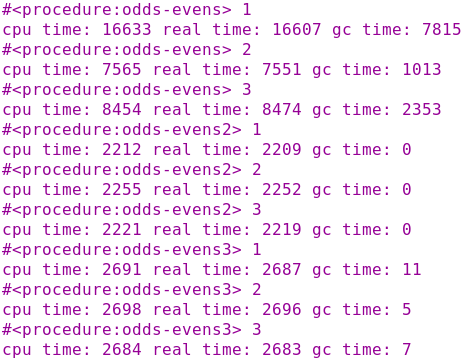 #<procedure:odds-evens> 1
cpu time: 16633 real time: 16607 gc time: 7815
#<procedure:odds-evens> 2
cpu time: 7565 real time: 7551 gc time: 1013
#<procedure:odds-evens> 3
cpu time: 8454 real time: 8474 gc time: 2353
#<procedure:odds-evens2> 1
cpu time: 2212 real time: 2209 gc time: 0
#<procedure:odds-evens2> 2
cpu time: 2255 real time: 2252 gc time: 0
#<procedure:odds-evens2> 3
cpu time: 2221 real time: 2219 gc time: 0
#<procedure:odds-evens3> 1
cpu time: 2691 real time: 2687 gc time: 11
#<procedure:odds-evens3> 2
cpu time: 2698 real time: 2696 gc time: 5
#<procedure:odds-evens3> 3
cpu time: 2684 real time: 2683 gc time: 7